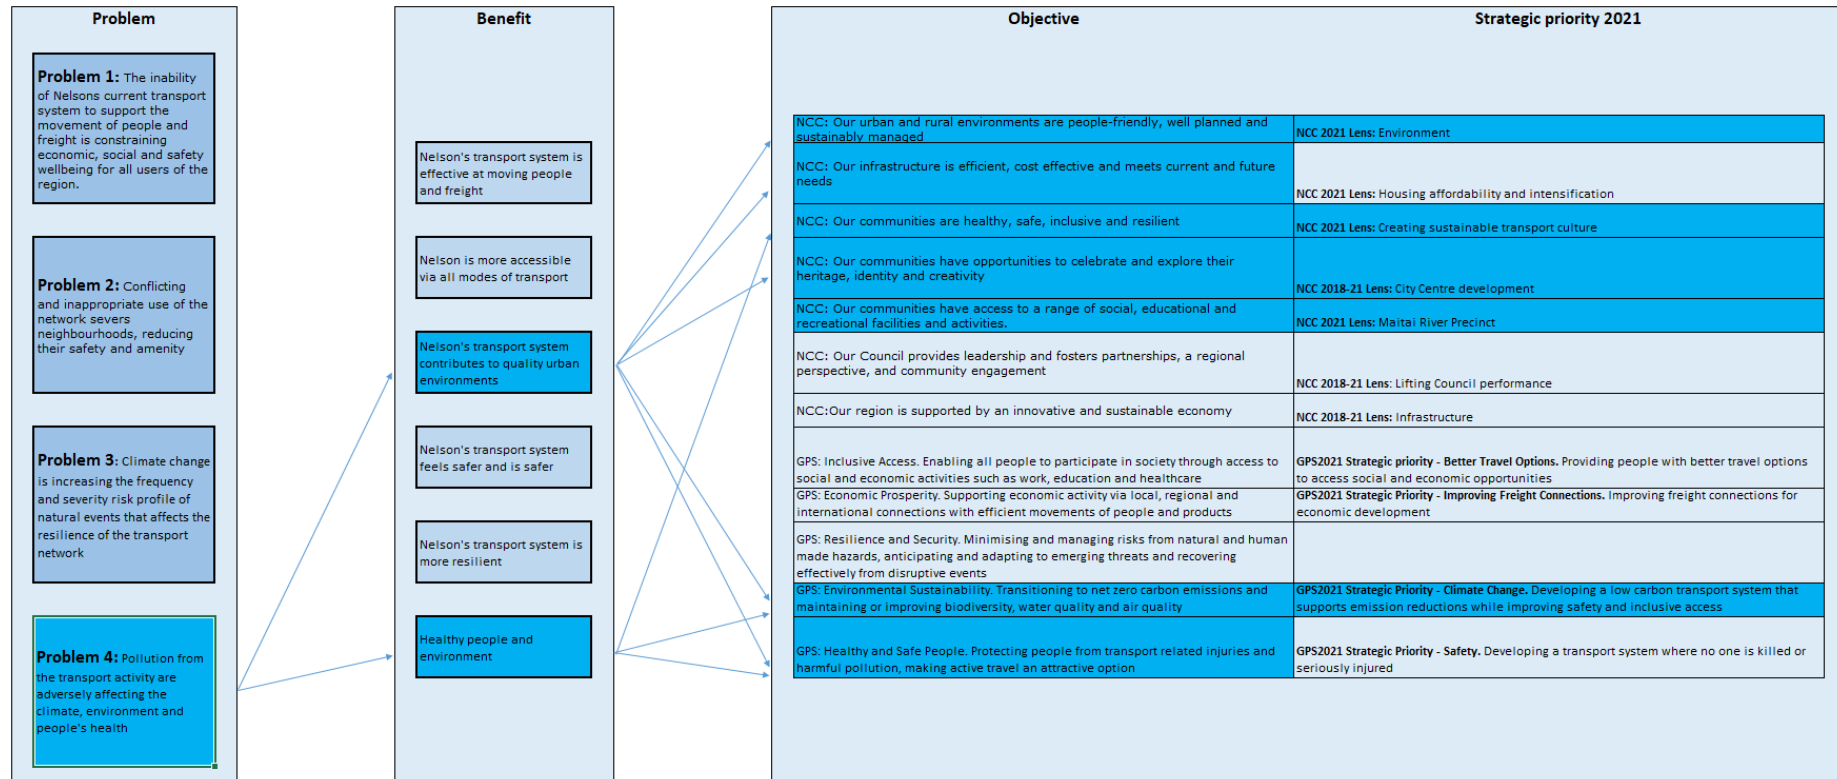 Problem
Problem 1: The inability
of Nelsons current transport
system to support the
movement of people and
freight is constraining
economic, social and safety
wellbeing for all users of the
region.
Problem 2: Conflicting
and inappropriate use of the
network severs
neighbourhoods, reducing
their safety and amenity
Problem 3: Climate change
is increasing the frequency
and severity risk profile of
natural events that affects the
resilience of the transport
network
Problem 4: Pollution from
the transport activity are
adversely affecting the
climate, environment and
people's health
Benefit
Nelson's transport system is
effective at moving people
and freight
Nelson is more accessible
via all modes of transport
Nelson's transport system
contributes to quality urban
environments
Nelson's transport system
feels safer and is safer
Nelson's transport system is
more resilient
Healthy people and
environment
Objective
Strategic priority 2021
NCC: Our urban and rural environments are people-friendly, well planned and
sustainably managed
NCC 2021 Lens: Environment
NCC: Our infrastructure is efficient, cost effective and meets current and future
needs
NCC 2021 Lens: Housing affordability and intensification
NCC: Our communities are healthy, safe, inclusive and resilient
NCC 2021 Lens: Creating sustainable transport culture
NCC: Our communities have opportunities to celebrate and explore their
heritage, identity and creativity
NCC 2018-21 Lens: City Centre development
NCC: Our communities have access to a range of social, educational and
recreational facilities and activities.
NCC 2021 Lens: Maitai River Precinct
NCC: Our Council provides leadership and fosters partnerships, a regional
perspective, and community engagement
NCC 2018-21 Lens: Lifting Council performance
NCC:Our region is supported by an innovative and sustainable economy
NCC 2018-21 Lens: Infrastructure
GPS: Inclusive Access. Enabling all people to participate in society through access to
social and economic activities such as work, education and healthcare
GPS2021 Strategic priority - Better Travel Options. Providing people with better travel options
to access social and economic opportunities
GPS: Economic Prosperity. Supporting economic activity via local, regional and
international connections with efficient movements of people and products
GPS2021 Strategic Priority - Improving Freight Connections. Improving freight connections for
economic development
GPS: Resilience and Security. Minimising and managing risks from natural and human
made hazards, anticipating and adapting to emerging threats and recovering
effectively from disruptive events
GPS: Environmental Sustainability. Transitioning to net zero carbon emissions and
maintaining or improving biodiversity, water quality and air quality
GPS2021 Strategic Priority - Climate Change. Developing a low carbon transport system that
supports emission reductions while improving safety and inclusive access
GPS: Healthy and Safe People. Protecting people from transport related injuries and
harmful pollution, making active travel an attractive option
GPS2021 Strategic Priority - Safety. Developing a transport system where no one is killed or
seriously injured